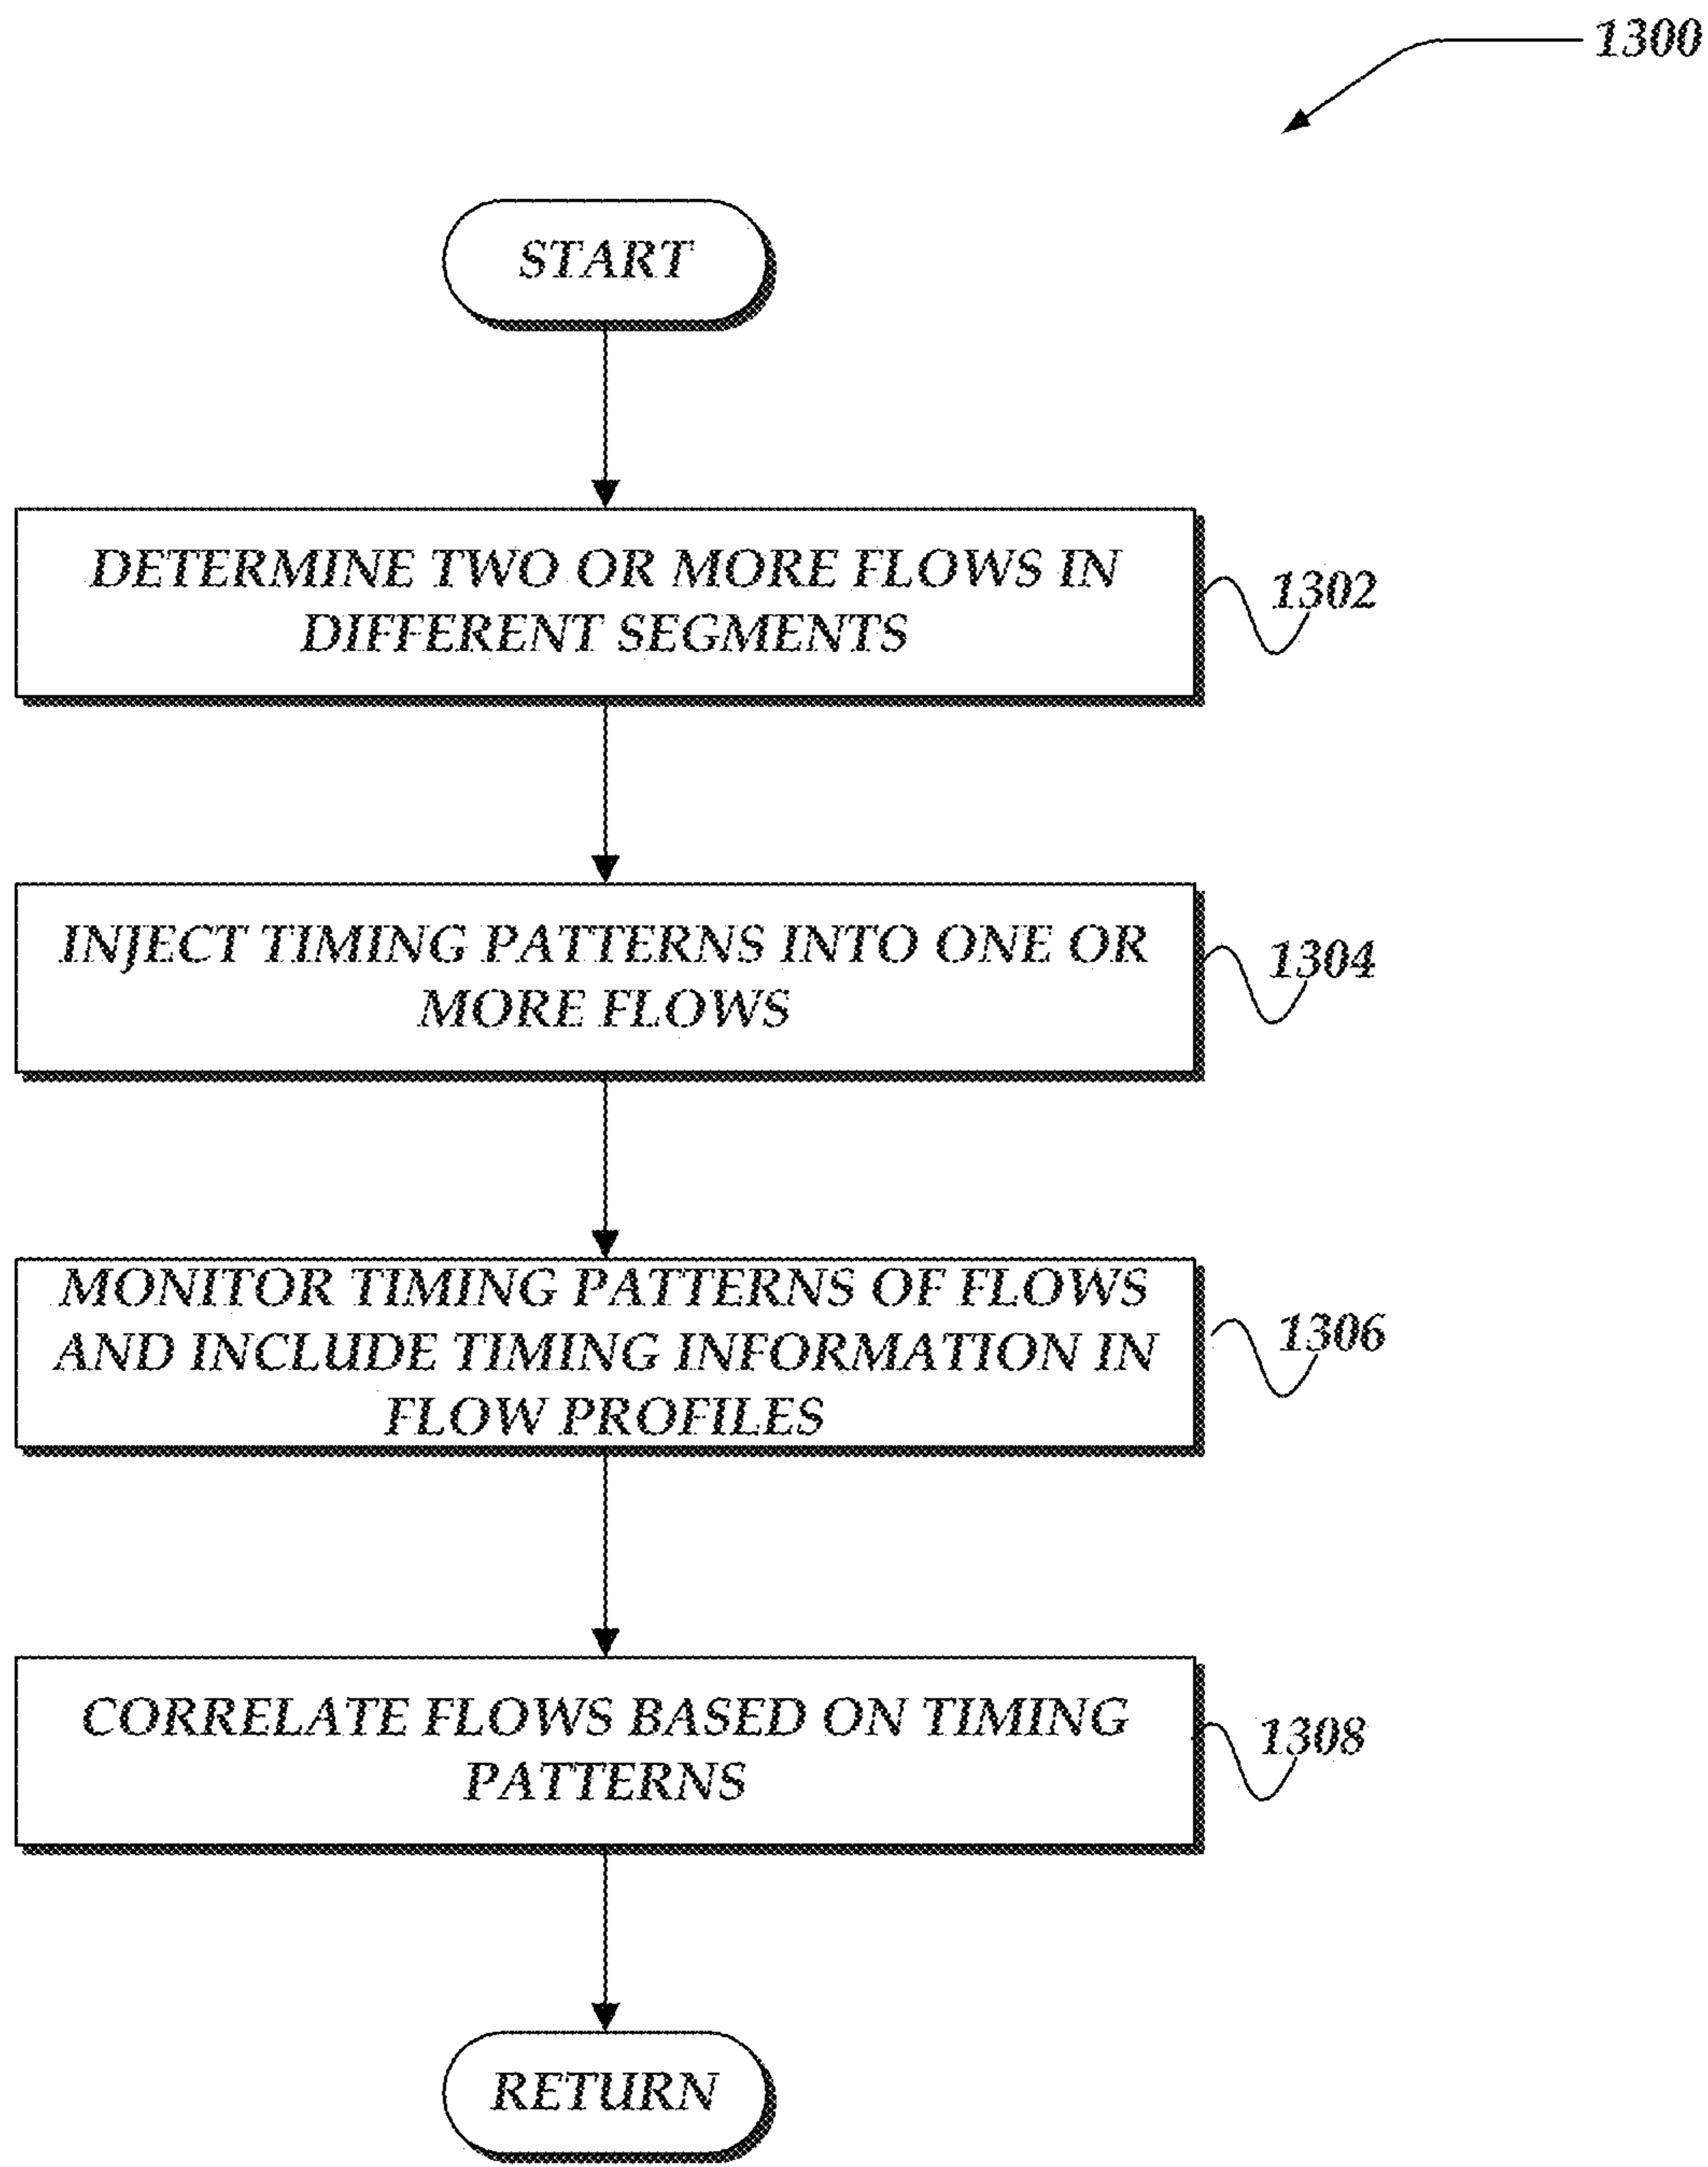 1300
START
DETERMINE TWO OR MORE FLOWS IN
DIFFERENT SEGMENTS
1302
INJECT TIMING PATTERNS INTO ONE OR
MORE FLOWS
1304
MONITOR TIMING PATTERNS OF FLOWS
AND INCLUDE TIMING INFORMATION IN
FLOW PROFILES
1306
CORRELATE FLOWS BASED ON TIMING
PATTERNS
1308
RETURN